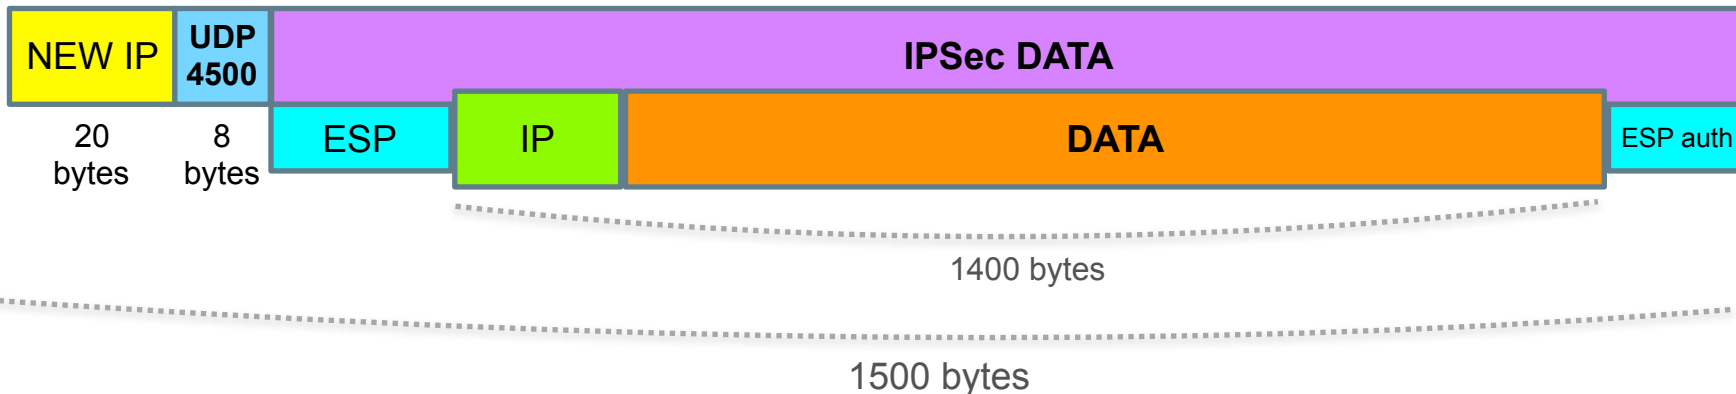 NEW IP
UDP
4500
IPSec DATA
20
bytes
8
bytes
ESP
IP
DATA
ESP auth
1400 bytes
1500 bytes